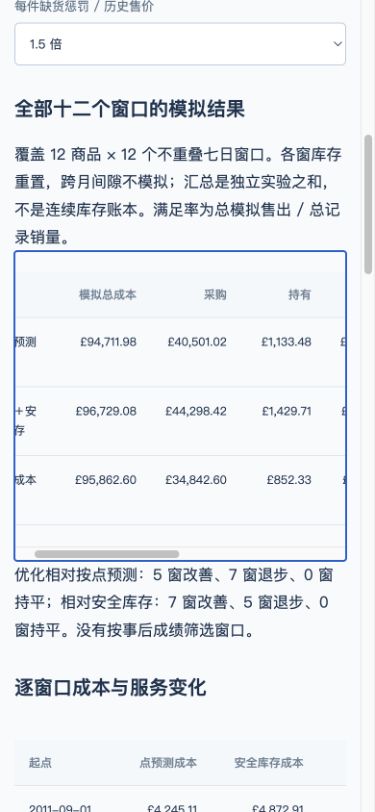 每件缺货惩罚 / 历史售价
1.5 倍
全部十二个窗口的模拟结果
覆盖 12 商品 × 12 个不重叠七日窗口。各窗库存
重置，跨月间隙不模拟；汇总是独立实验之和，
不是连续库存账本。满足率为总模拟售出 / 总记
录销量。
模拟总成本 采购 持有
预测 £94,711.98 £40,501.02 £1,133.48 £
＋安 £96,729.08 £44,298.42 £1,429.71 £
存
成本 £95,862.60 £34,842.60 £852.33
优化相对按点预测：5 窗改善、7 窗退步、0 窗
持平；相对安全库存：7 窗改善、5 窗退步、0
窗持平。没有按事后成绩筛选窗口。
逐窗口成本与服务变化
起点 点预测成本 安全库存成本
2011-09-01 £4,245.11 £4,872.91